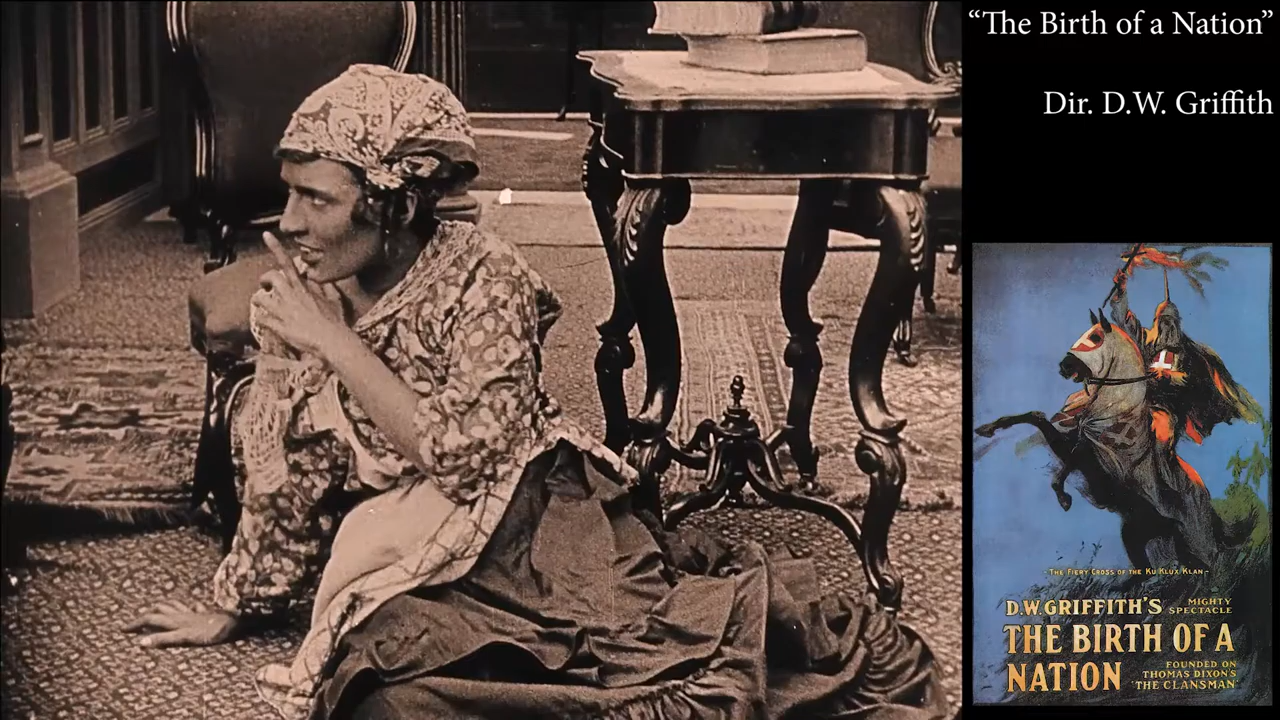 “The Birth of a Nation”
Dir. D.W. Griffith
~THE FIERY CROSS OF THE KU KLUX KLAN~
D.W. GRIFFITH'S MIGHTY SPECTACLE
THE BIRTH OF A
NATION
FOUNDED ON
THOMAS DIXON'S
"THE CLANSMAN"